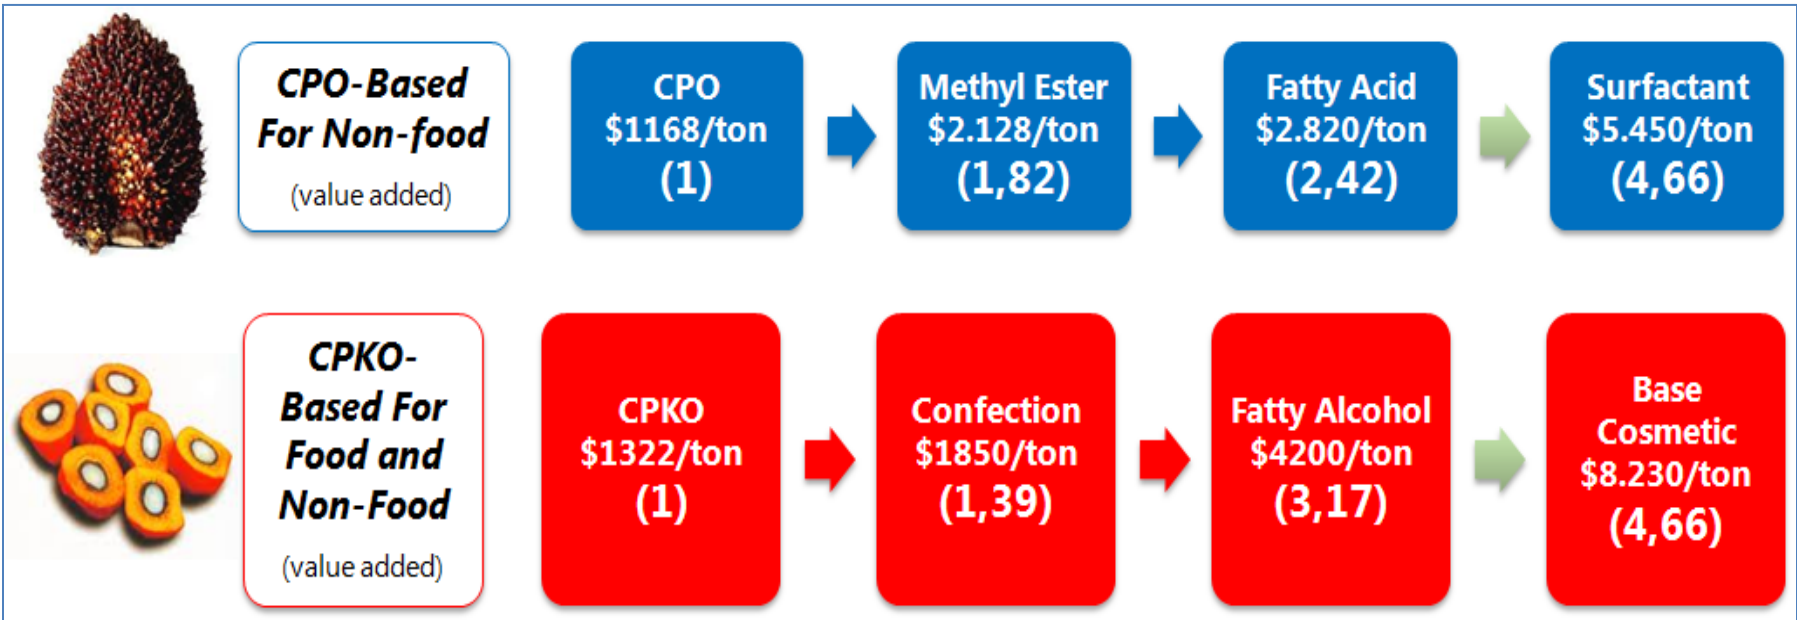 CPO-Based
For Non-food
(value added)
CPO
$1168/ton
(1)
Methyl Ester
$2.128/ton
(1,82)
Fatty Acid
$2.820/ton
(2,42)
Surfactant
$5.450/ton
(4,66)
CPKO-
Based For
Food and
Non-Food
(value added)
CPKO
$1322/ton
(1)
Confection
$1850/ton
(1,39)
Fatty Alcohol
$4200/ton
(3,17)
Base
Cosmetic
$8.230/ton
(4,66)